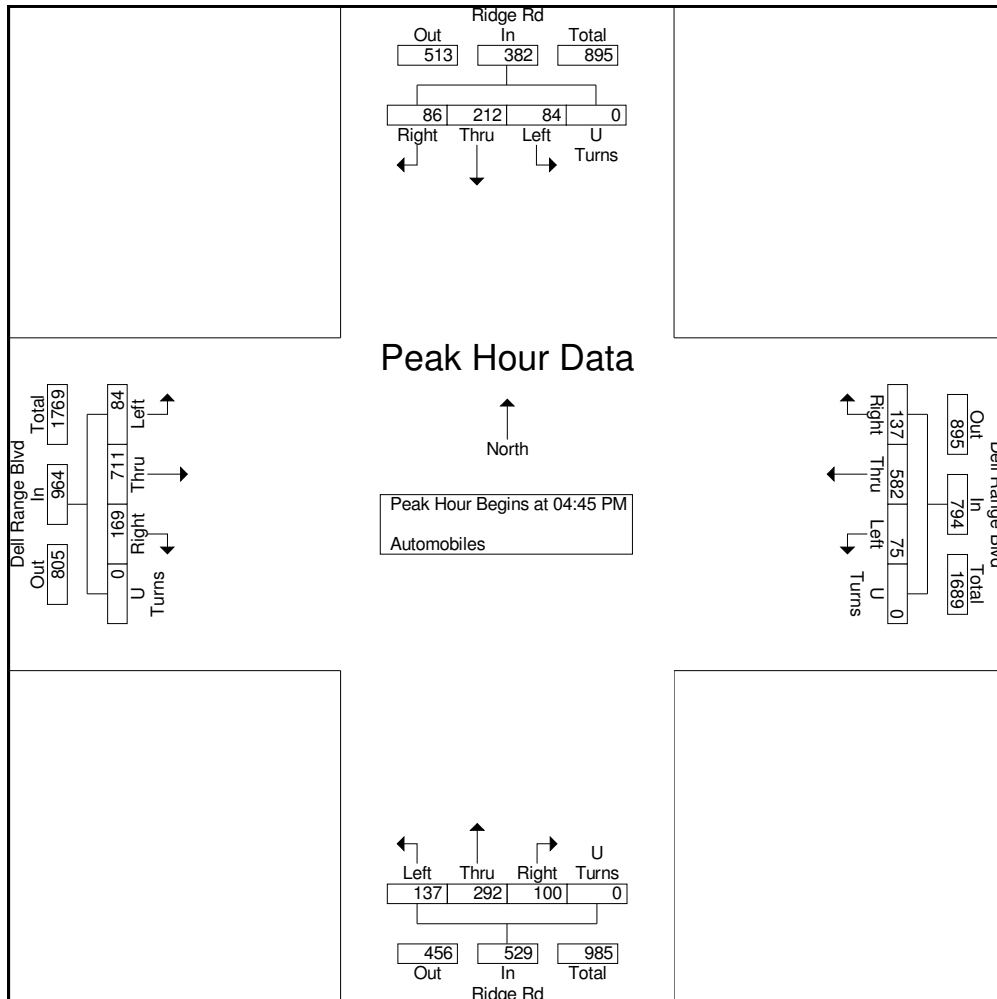 Ridge Rd
Out In Total
513 382 895
86 212 84 0
Right Thru Left U
Turns
Peak Hour Data
North
Peak Hour Begins at 04:45 PM
Automobiles
Dell Range Blvd
Out In Total
805 964 1769
84 711 169 0
Left Thru Right U
Turns
Dell Range Blvd
Out In Total
895 794 1689
137 582 75 0
Right Thru Left U
Turns
U
Left Thru Right Turns
137 292 100 0
456 529 985
Out In Total
Ridge Rd